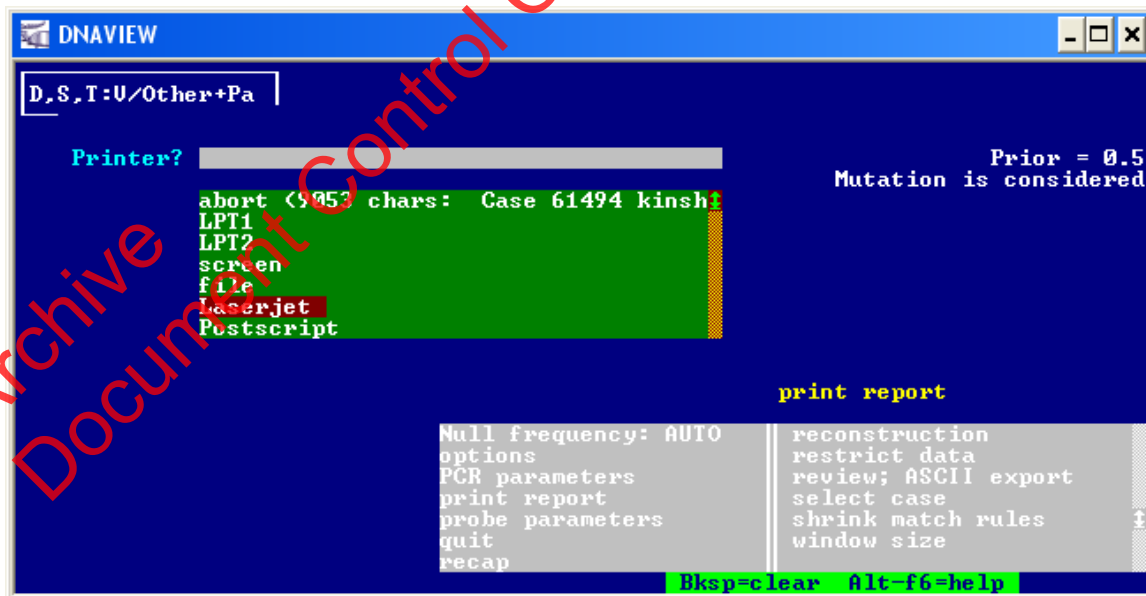 DNAVIEW
D,S,T:V/Other+Pa
Printer?
Prior = 0.5
Mutation is considered
abort (9053 chars: Case 61494 kinsh
LPT1
LPT2
screen
file
Laserjet
Postscript
print report
Null frequency: AUTO
options
PCR parameters
print report
probe parameters
quit
recap
reconstruction
restrict data
review; ASCII export
select case
shrink match rules
window size
Bksp=clear Alt-f6=help
Archive
Document Control